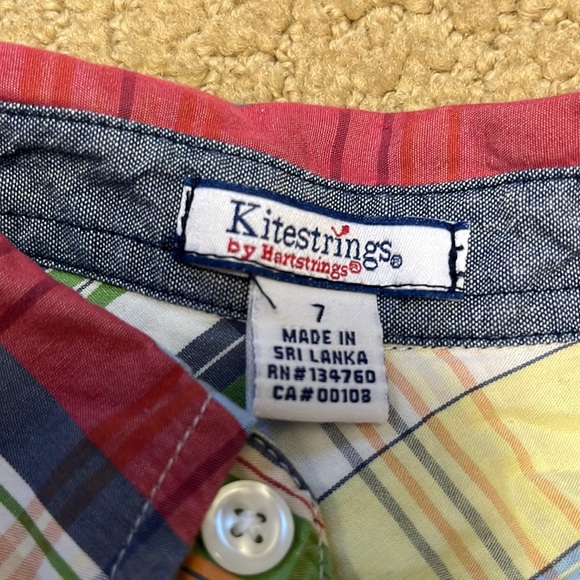 Kitestrings®
by Hartstrings®
7
MADE IN
SRI LANKA
RN#134760
CA#00108